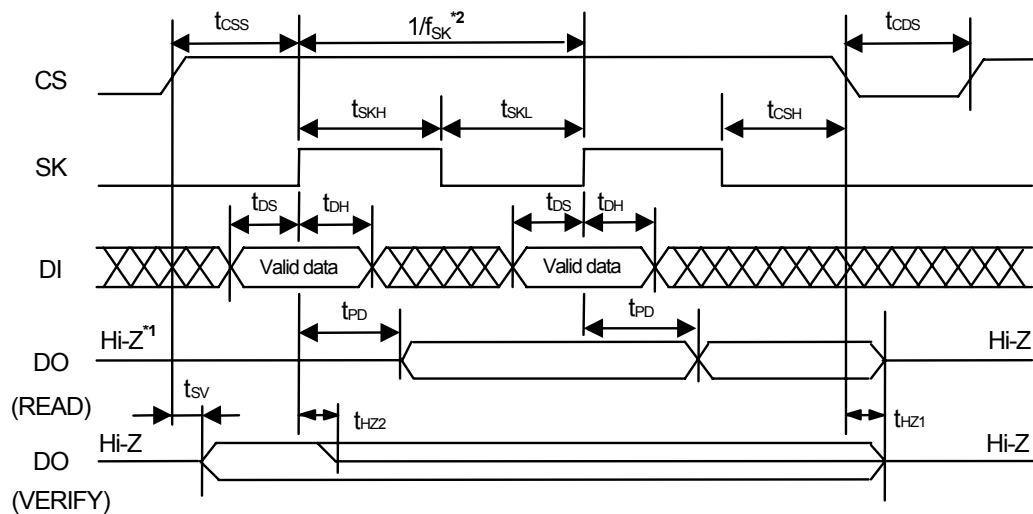 tCSS 1/fSK*2 tCDS
CS
tSKH tSKL tCSH
SK
tDS tDH tDS tDH
DI Valid data Valid data
tPD tPD
Hi-Z*1 Hi-Z
DO
(READ)
tSV tHZ2 tHZ1
Hi-Z Hi-Z
DO
(VERIFY)